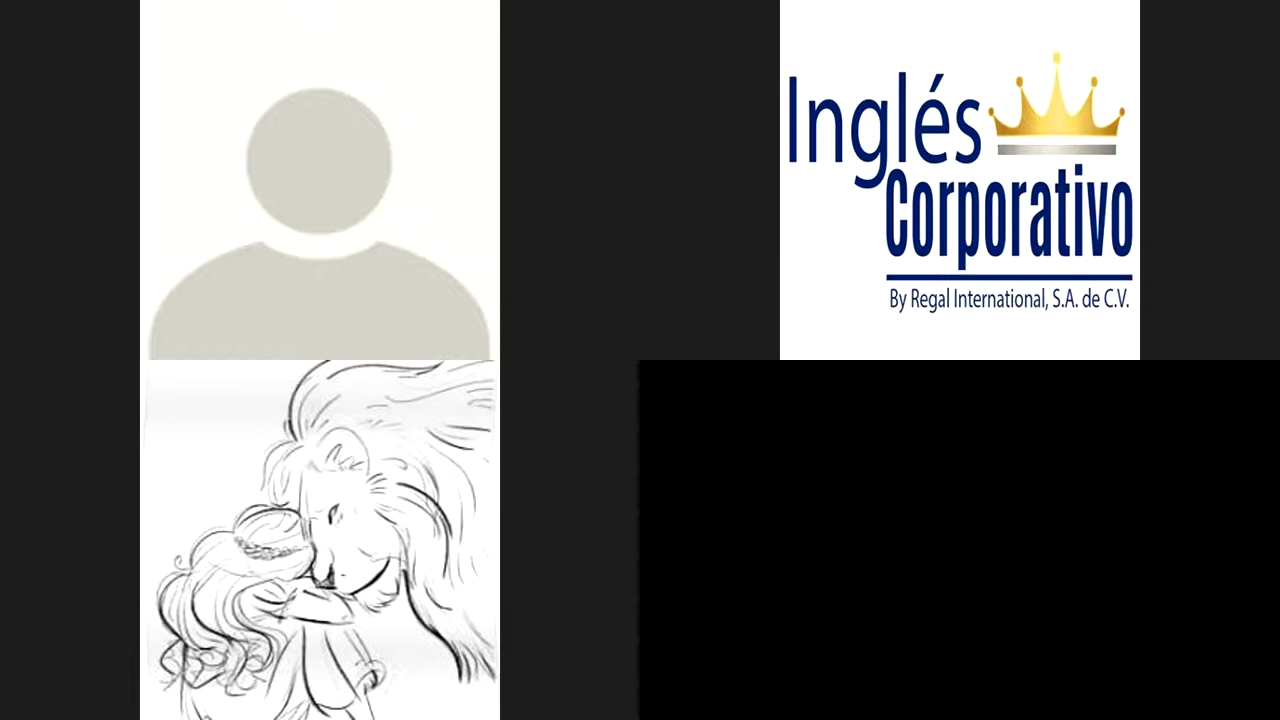 Inglés
Corporativo
By Regal International, S.A. de C.V.